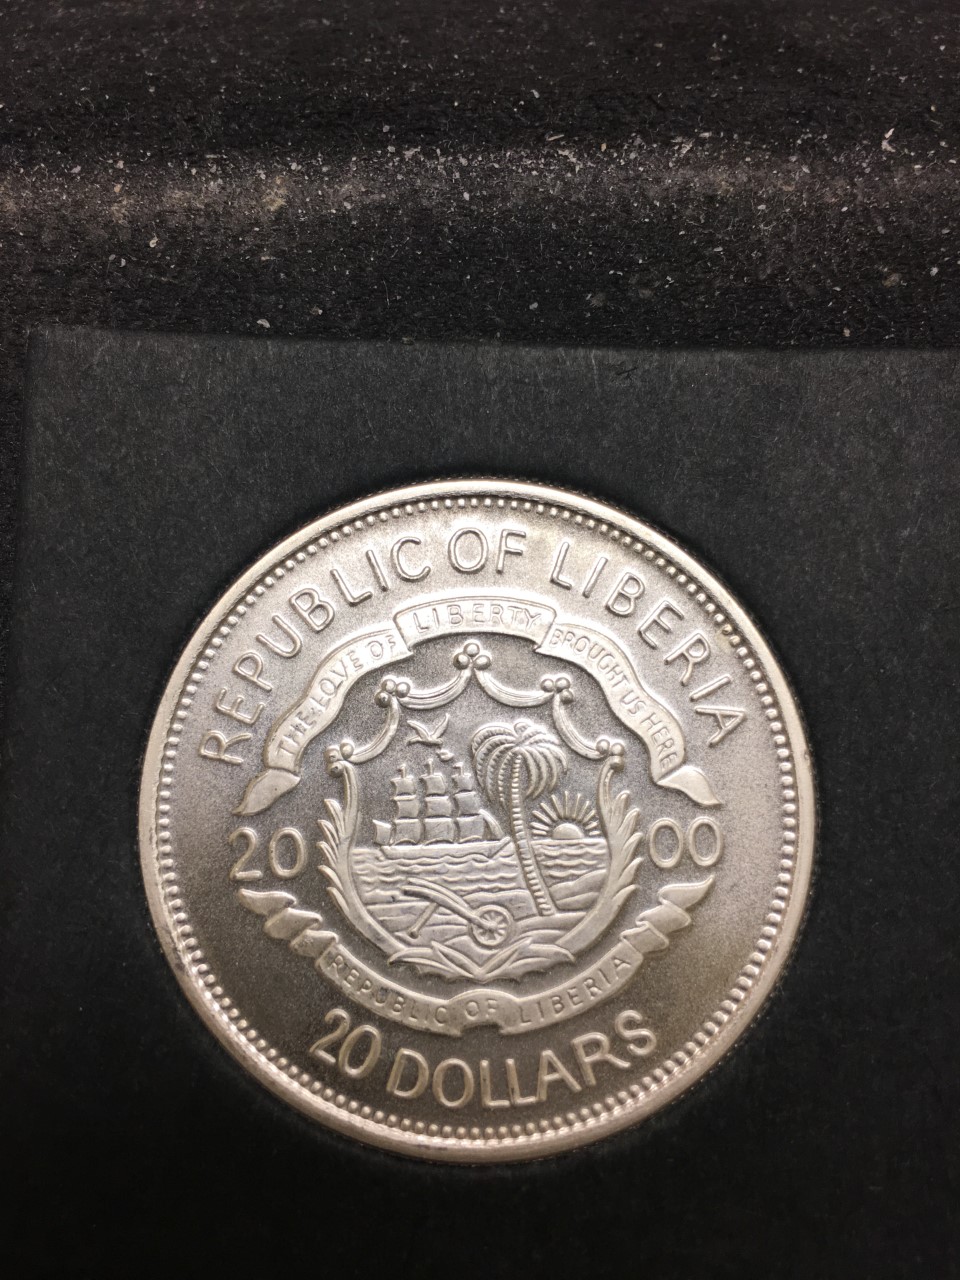 REPUBLIC OF LIBERIA
THE LOVE OF LIBERTY BROUGHT US HERE
20 00
REPUBLIC OF LIBERIA
20 DOLLARS